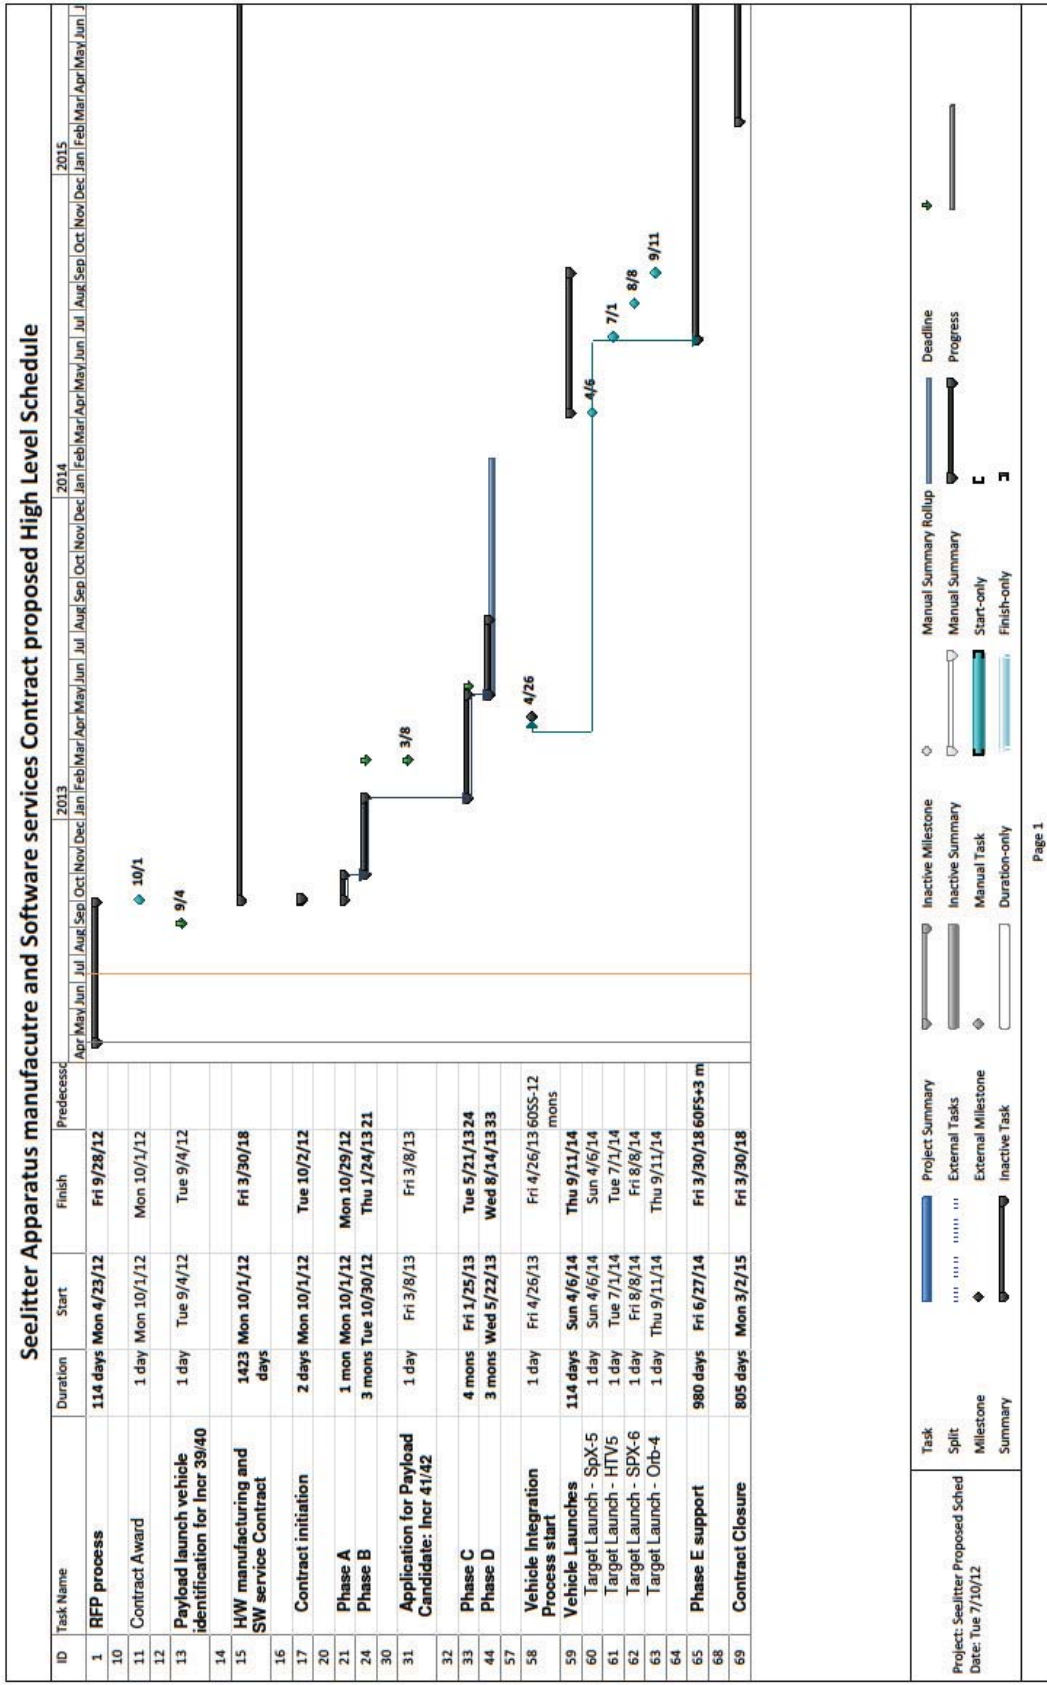 SeeJitter Apparatus manufacutre and Software services Contract proposed High Level Schedule
ID Task Name Duration Start Finish Predecessc
2013 2014 2015
Apr May Jun Jul Aug Sep Oct Nov Dec Jan Feb Mar Apr May Jun Jul Aug Sep Oct Nov Dec Jan Feb Mar Apr May Jun Jul Aug Sep Oct Nov Dec Jan Feb Mar Apr May Jun J
1 RFP process 114 days Mon 4/23/12 Fri 9/28/12
10
11 Contract Award 1 day Mon 10/1/12 Mon 10/1/12 10/1
12
13 Payload launch vehicle 1 day Tue 9/4/12 Tue 9/4/12 9/4
identification for Incr 39/40
14
15 H/W manufacturing and 1423 Mon 10/1/12 Fri 3/30/18
SW service Contract days
16
17 Contract initiation 2 days Mon 10/1/12 Tue 10/2/12
20
21 Phase A 1 mon Mon 10/1/12 Mon 10/29/12
24 Phase B 3 mons Tue 10/30/12 Thu 1/24/13 21
30
31 Application for Payload 1 day Fri 3/8/13 Fri 3/8/13 3/8
Candidate: Incr 41/42
32
33 Phase C 4 mons Fri 1/25/13 Tue 5/21/13 24
44 Phase D 3 mons Wed 5/22/13 Wed 8/14/13 33
57
58 Vehicle Integration 1 day Fri 4/26/13 Fri 4/26/13 60SS-12 4/26
Process start mons
59 Vehicle Launches 114 days Sun 4/6/14 Thu 9/11/14
60 Target Launch - SpX-5 1 day Sun 4/6/14 Sun 4/6/14 4/6
61 Target Launch - HTV5 1 day Tue 7/1/14 Tue 7/1/14 7/1
62 Target Launch - SPX-6 1 day Fri 8/8/14 Fri 8/8/14 8/8
63 Target Launch - Orb-4 1 day Thu 9/11/14 Thu 9/11/14 9/11
64
65 Phase E support 980 days Fri 6/27/14 Fri 3/30/18 60FS+3 m
68
69 Contract Closure 805 days Mon 3/2/15 Fri 3/30/18
Project: SeeJitter Proposed Sched
Date: Tue 7/10/12
Task Project Summary Inactive Milestone Manual Summary Rollup Deadline
Split External Tasks Inactive Summary Manual Summary Progress
Milestone External Milestone Manual Task Start-only
Summary Inactive Task Duration-only Finish-only
Page 1